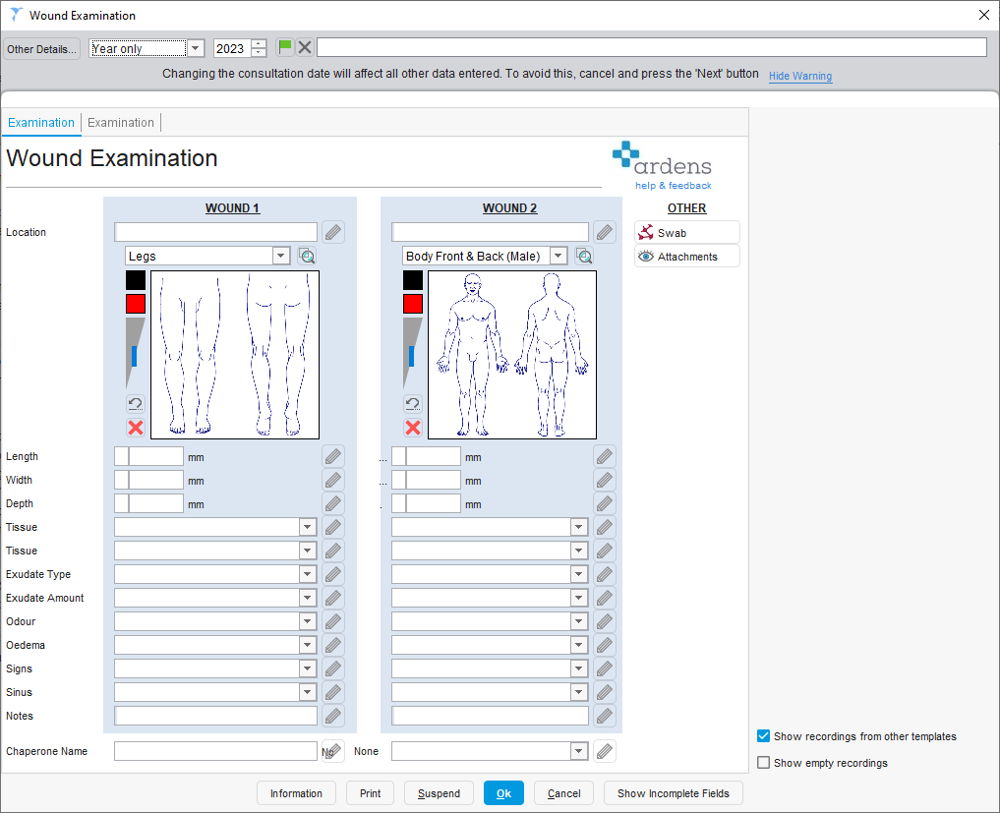 Wound Examination
Other Details... Year only 2023
Changing the consultation date will affect all other data entered. To avoid this, cancel and press the 'Next' button Hide Warning
Examination Examination
Wound Examination
ardens
help & feedback
WOUND 1 WOUND 2 OTHER
Location Swab
Legs Body Front & Back (Male) Attachments
Length mm ... mm
Width mm ... mm
Depth mm . mm
Tissue
Tissue
Exudate Type
Exudate Amount
Odour
Oedema
Signs
Sinus
Notes
Show recordings from other templates
Chaperone Name No None
Show empty recordings
Information Print Suspend Ok Cancel Show Incomplete Fields